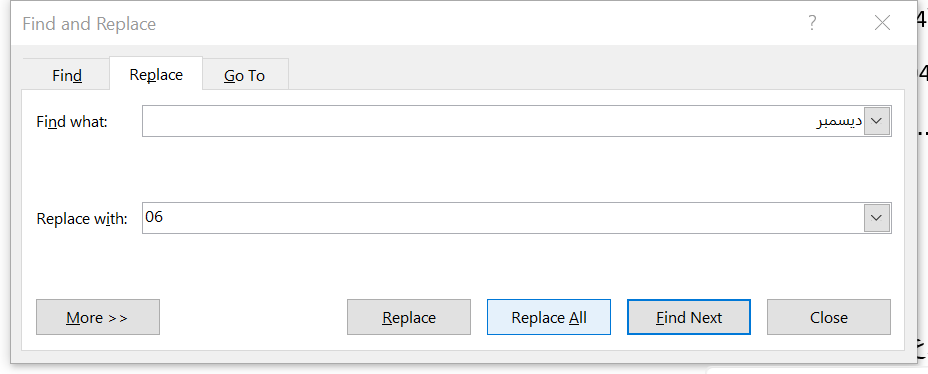 Find and Replace
?
Find
Replace
Go To
Find what:
ديسمبر
Replace with:
06
More >>
Replace
Replace All
Find Next
Close